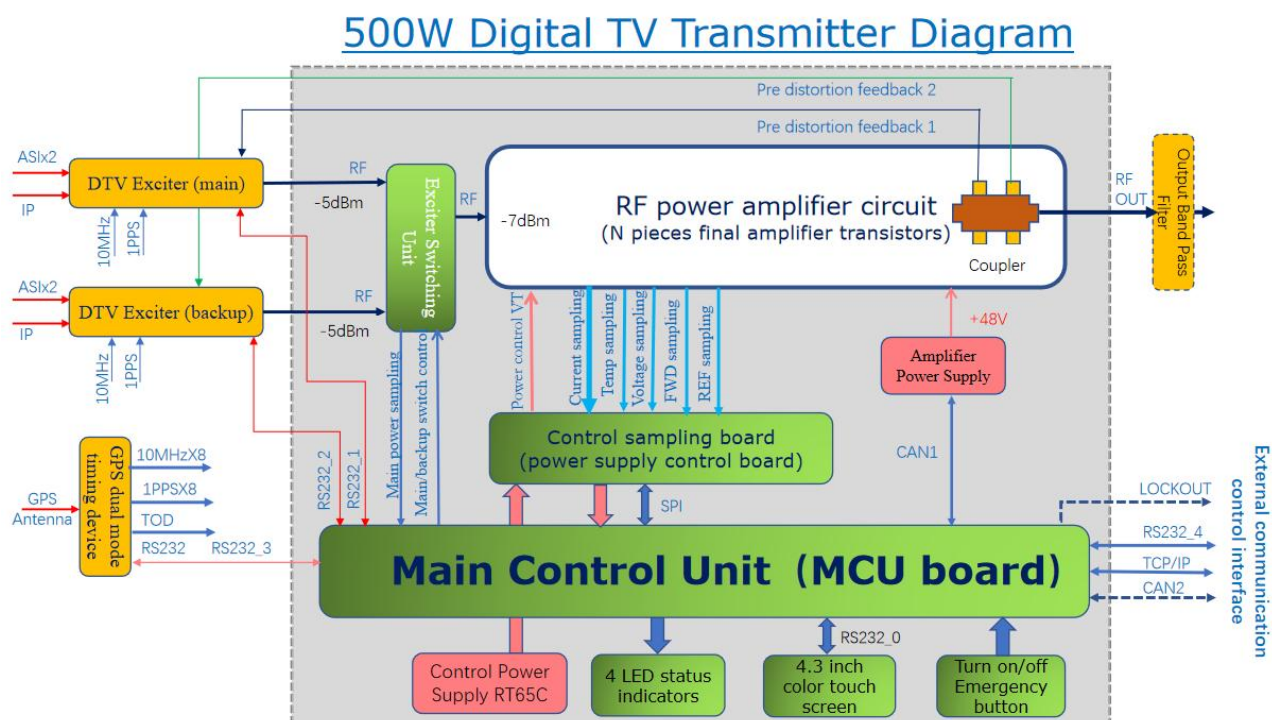 500W Digital TV Transmitter Diagram
Pre distortion feedback 2
Pre distortion feedback 1
ASIx2
IP
DTV Exciter (main)
10MHz
1PPS
RF
-5dBm
Exciter Switching
Unit
RF
-7dBm
RF power amplifier circuit
(N pieces final amplifier transistors)
Coupler
RF
OUT
Output Band Pass
Filter
ASIx2
IP
DTV Exciter (backup)
10MHz
1PPS
RF
-5dBm
Main power sampling
Main/backup switch control
Power control VT
Current sampling
Temp sampling
Voltage sampling
FWD sampling
REF sampling
+48V
Amplifier
Power Supply
Control sampling board
(power supply control board)
CAN1
SPI
RS232_2
RS232_1
GPS
Antenna
GPS dual mode
timing device
10MHzX8
1PPSX8
TOD
RS232
RS232_3
Main Control Unit (MCU board)
LOCKOUT
RS232_4
TCP/IP
CAN2
External communication
control interface
Control Power
Supply RT65C
4 LED status
indicators
RS232_0
4.3 inch
color touch
screen
Turn on/off
Emergency
button